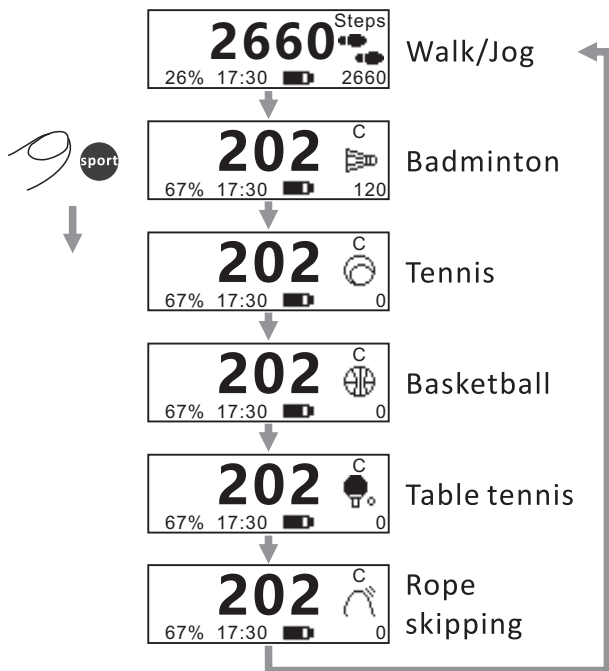 Steps
2660
26% 17:30 2660
Walk/Jog
sport
C
202
67% 17:30 120
Badminton
C
202
67% 17:30 0
Tennis
C
202
67% 17:30 0
Basketball
C
202
67% 17:30 0
Table tennis
C
202
67% 17:30 0
Rope
skipping